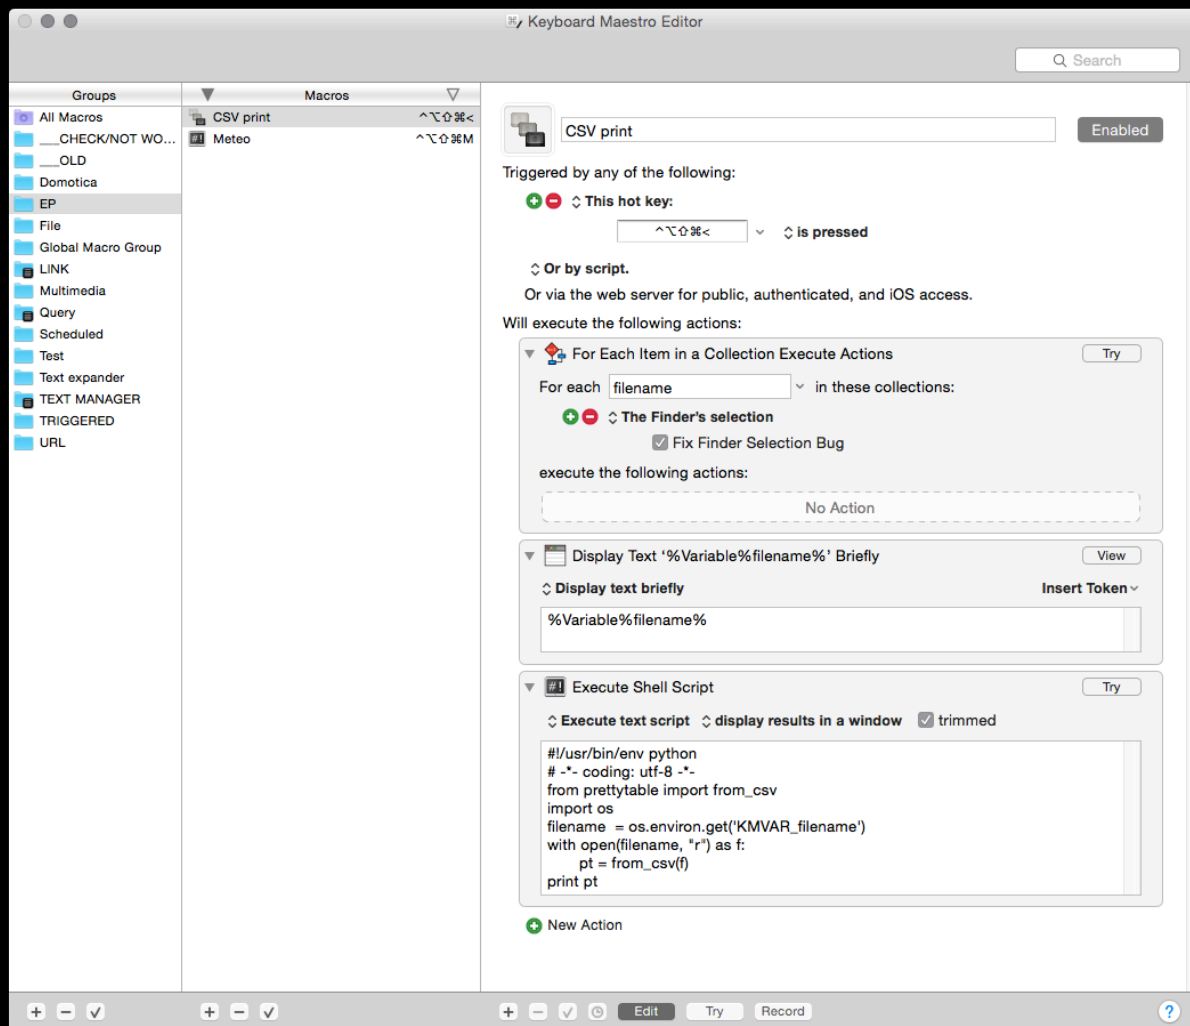 Keyboard Maestro Editor
Search
Groups
All Macros
___CHECK/NOT WO...
___OLD
Domotica
EP
File
Global Macro Group
LINK
Multimedia
Query
Scheduled
Test
Text expander
TEXT MANAGER
TRIGGERED
URL
Macros
CSV print ^⌥⇧⌘<
Meteo ^⌥⇧⌘M
CSV print
Enabled
Triggered by any of the following:
This hot key:
^⌥⇧⌘< is pressed
Or by script.
Or via the web server for public, authenticated, and iOS access.
Will execute the following actions:
For Each Item in a Collection Execute Actions Try
For each filename in these collections:
The Finder's selection
Fix Finder Selection Bug
execute the following actions:
No Action
Display Text ‘%Variable%filename%’ Briefly View
Display text briefly Insert Token
%Variable%filename%
#! Execute Shell Script Try
Execute text script display results in a window trimmed
#!/usr/bin/env python
# -*- coding: utf-8 -*-
from prettytable import from_csv
import os
filename  = os.environ.get('KMVAR_filename')
with open(filename, "r") as f:
pt = from_csv(f)
print pt
New Action
Edit Try Record ?